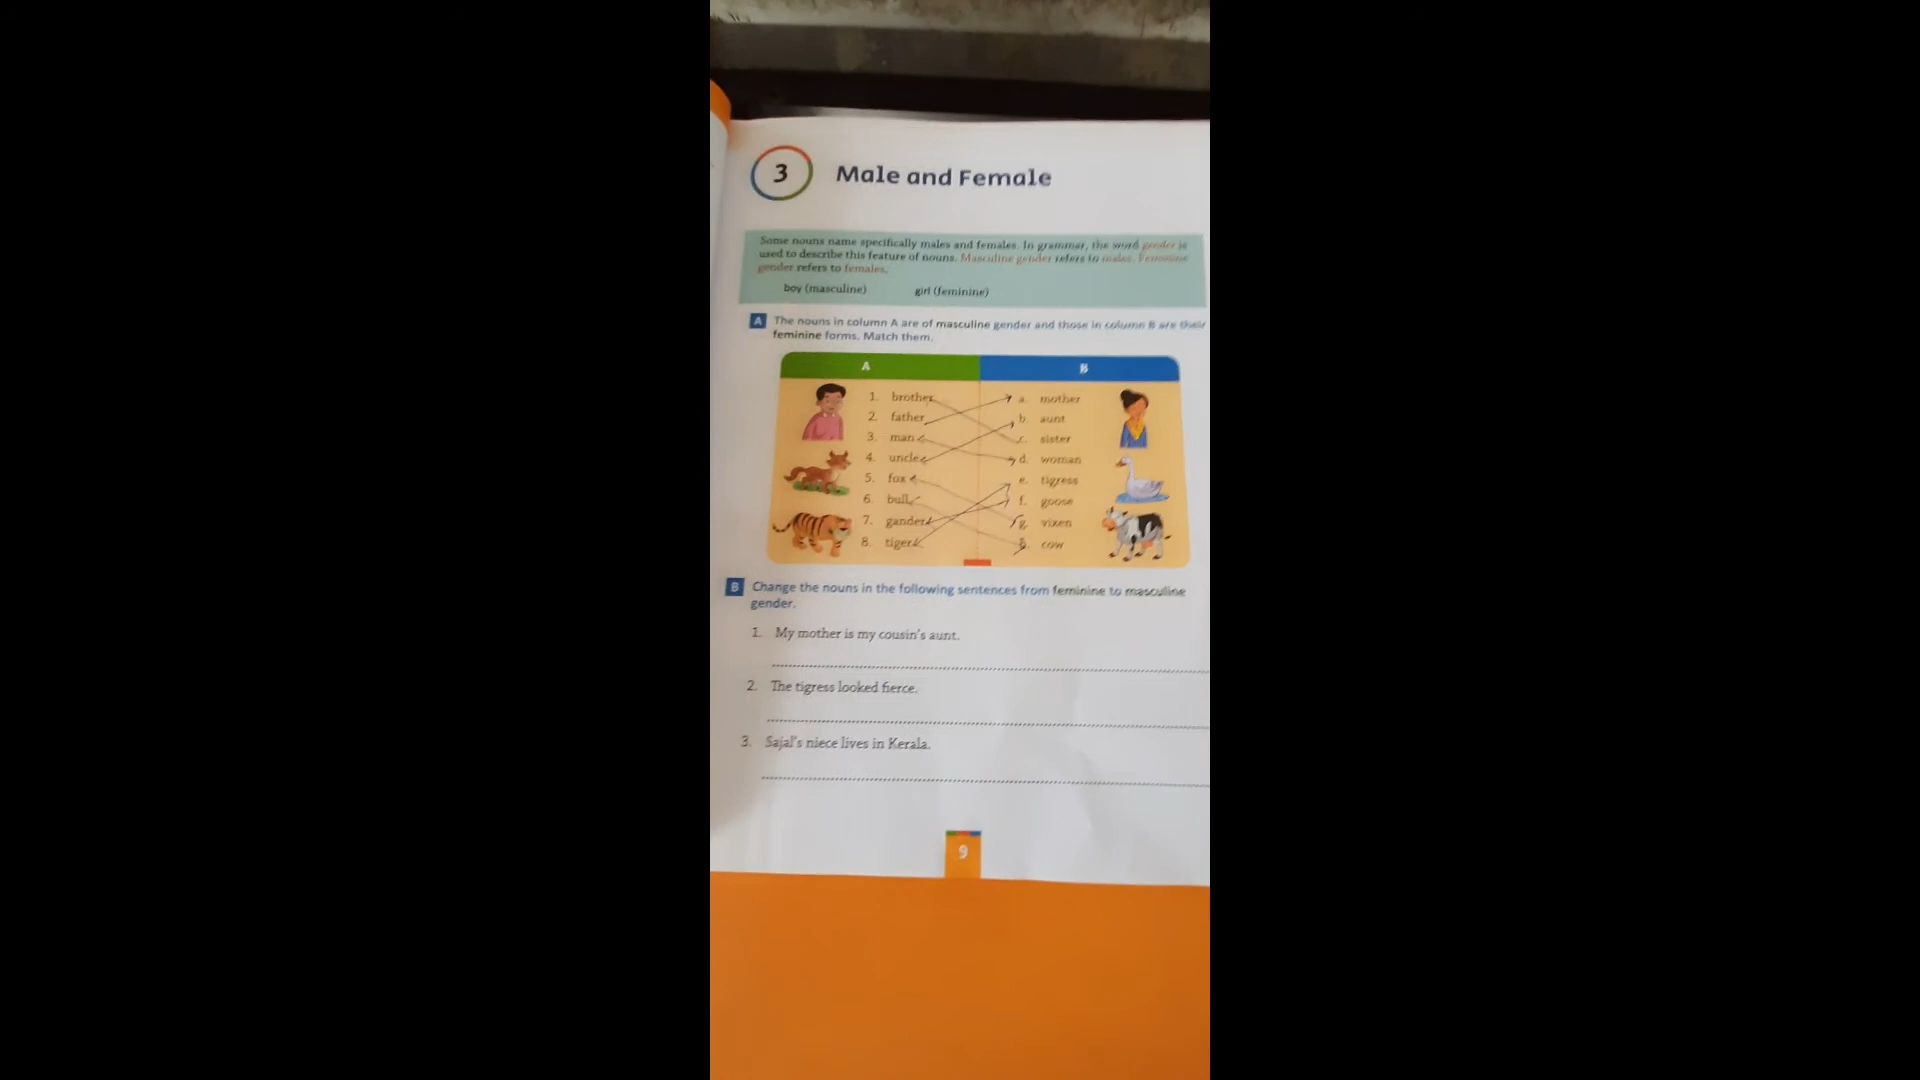 3
Male and Female
Some nouns name specifically males and females. In grammar, the word gender is
used to describe this feature of nouns. Masculine gender refers to males. Feminine
gender refers to females.
boy (masculine) girl (feminine)
A The nouns in column A are of masculine gender and those in column B are their
feminine forms. Match them.
A B
1. brother a. mother
2. father b. aunt
3. man c. sister
4. uncle d. woman
5. fox e. tigress
6. bull f. goose
7. gander g. vixen
8. tiger h. cow
B Change the nouns in the following sentences from feminine to masculine
gender.
1. My mother is my cousin's aunt.
2. The tigress looked fierce.
3. Sajal's niece lives in Kerala.
9